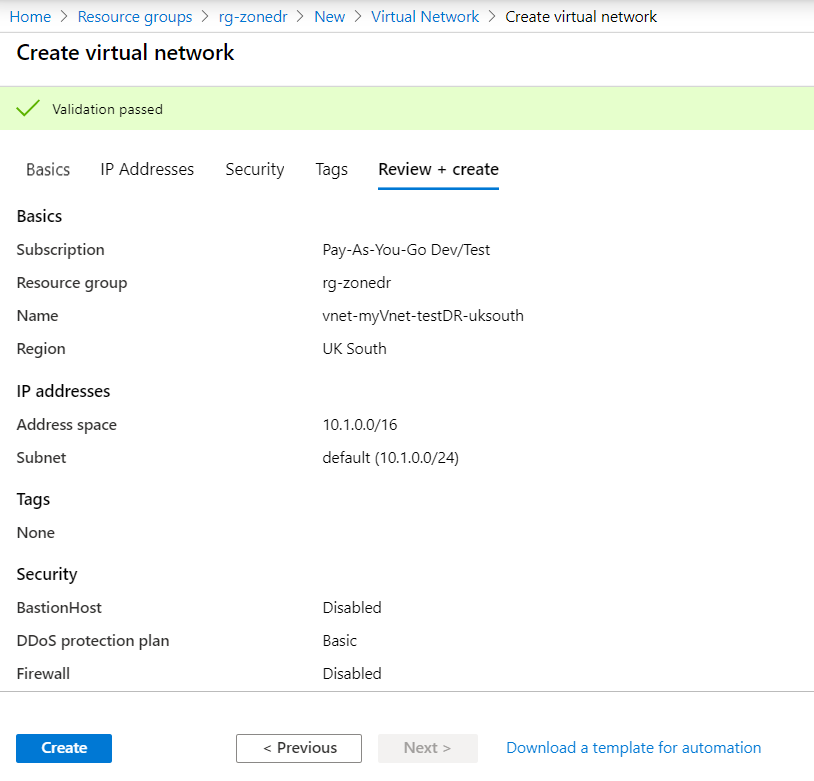 Home > Resource groups > rg-zonedr > New > Virtual Network > Create virtual network
Create virtual network
Validation passed
Basics IP Addresses Security Tags Review + create
Basics
Subscription Pay-As-You-Go Dev/Test
Resource group rg-zonedr
Name vnet-myVnet-testDR-uksouth
Region UK South
IP addresses
Address space 10.1.0.0/16
Subnet default (10.1.0.0/24)
Tags
None
Security
BastionHost Disabled
DDoS protection plan Basic
Firewall Disabled
Create < Previous Next > Download a template for automation